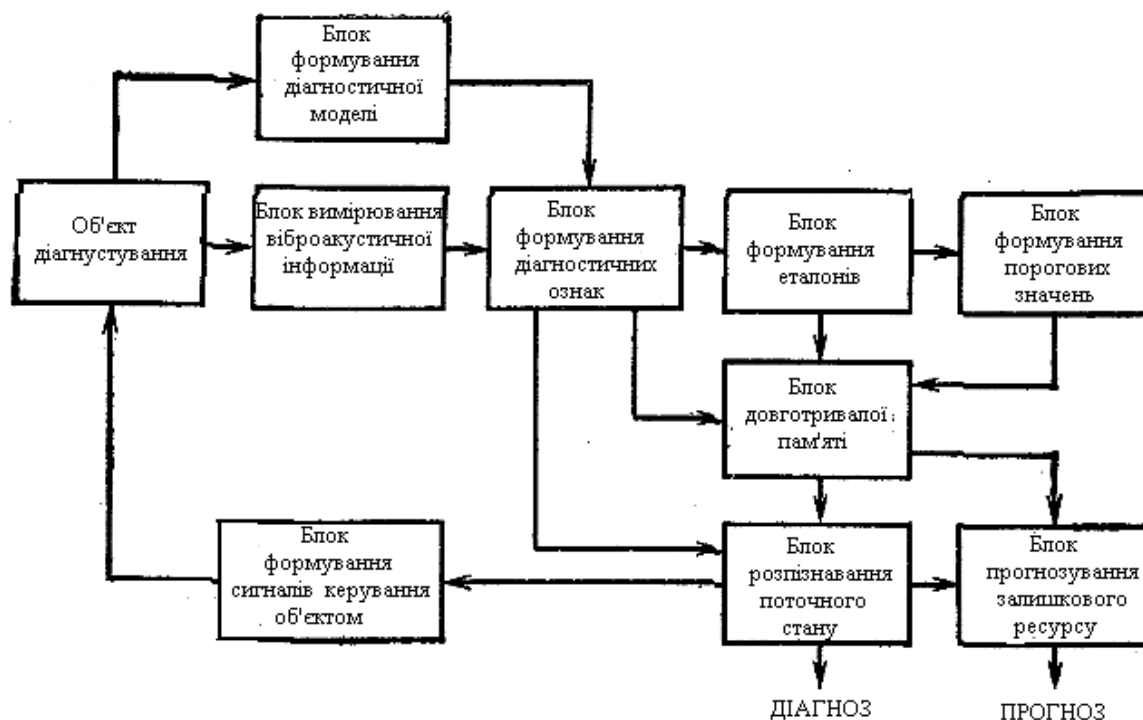 Блок
формування
діагностичної
моделі
Об'єкт
діагнустування
Блок вимірювання
віброакустичної
інформації
Блок
формування
діагностичних
ознак
Блок
формування
еталонів
Блок
формування
порогових
значень
Блок
довготривалої
пам'яті
Блок
формування
сигналів керування
об'єктом
Блок
розпізнавання
поточного
стану
Блок
прогнозування
залишкового
ресурсу
ДІАГНОЗ
ПРОГНОЗ